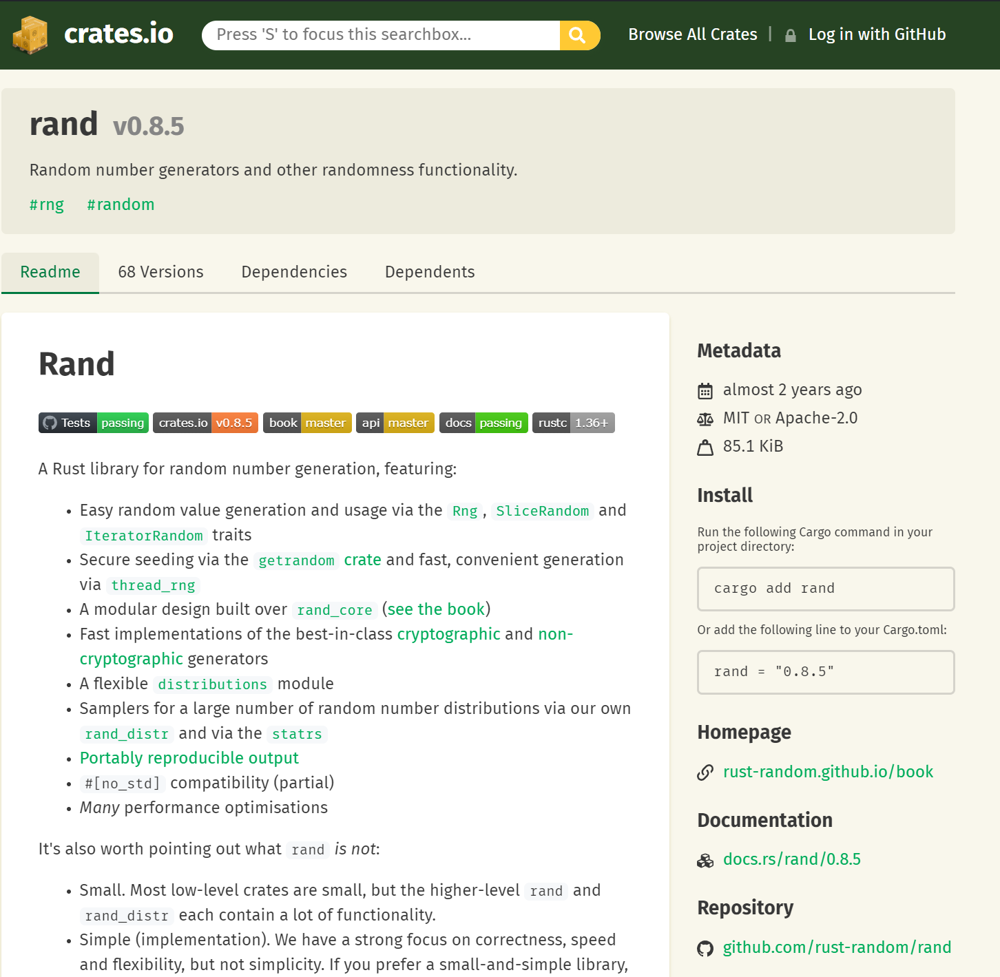 crates.io
Press 'S' to focus this searchbox...
Browse All Crates | Log in with GitHub
rand v0.8.5
Random number generators and other randomness functionality.
#rng #random
Readme 68 Versions Dependencies Dependents
Rand
Tests passing crates.io v0.8.5 book master api master docs passing rustc 1.36+
A Rust library for random number generation, featuring:
• Easy random value generation and usage via the Rng, SliceRandom and
IteratorRandom traits
• Secure seeding via the getrandom crate and fast, convenient generation
via thread_rng
• A modular design built over rand_core (see the book)
• Fast implementations of the best-in-class cryptographic and non-
cryptographic generators
• A flexible distributions module
• Samplers for a large number of random number distributions via our own
rand_distr and via the statrs
• Portably reproducible output
• #[no_std] compatibility (partial)
• Many performance optimisations
It's also worth pointing out what rand is not:
• Small. Most low-level crates are small, but the higher-level rand and
rand_distr each contain a lot of functionality.
• Simple (implementation). We have a strong focus on correctness, speed
and flexibility, but not simplicity. If you prefer a small-and-simple library,
Metadata
almost 2 years ago
MIT OR Apache-2.0
85.1 KiB
Install
Run the following Cargo command in your
project directory:
cargo add rand
Or add the following line to your Cargo.toml:
rand = "0.8.5"
Homepage
rust-random.github.io/book
Documentation
docs.rs/rand/0.8.5
Repository
github.com/rust-random/rand